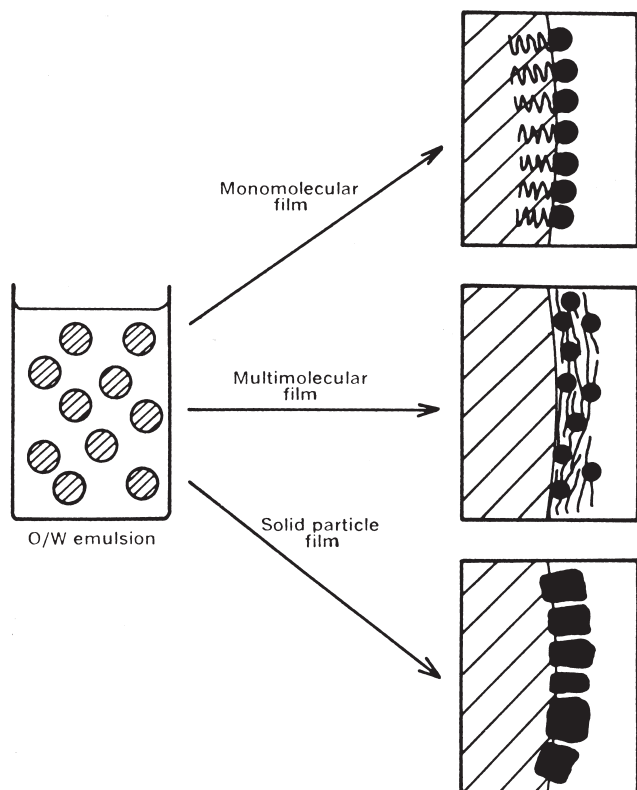 Monomolecular
film
Multimolecular
film
Solid particle
film
O/W emulsion